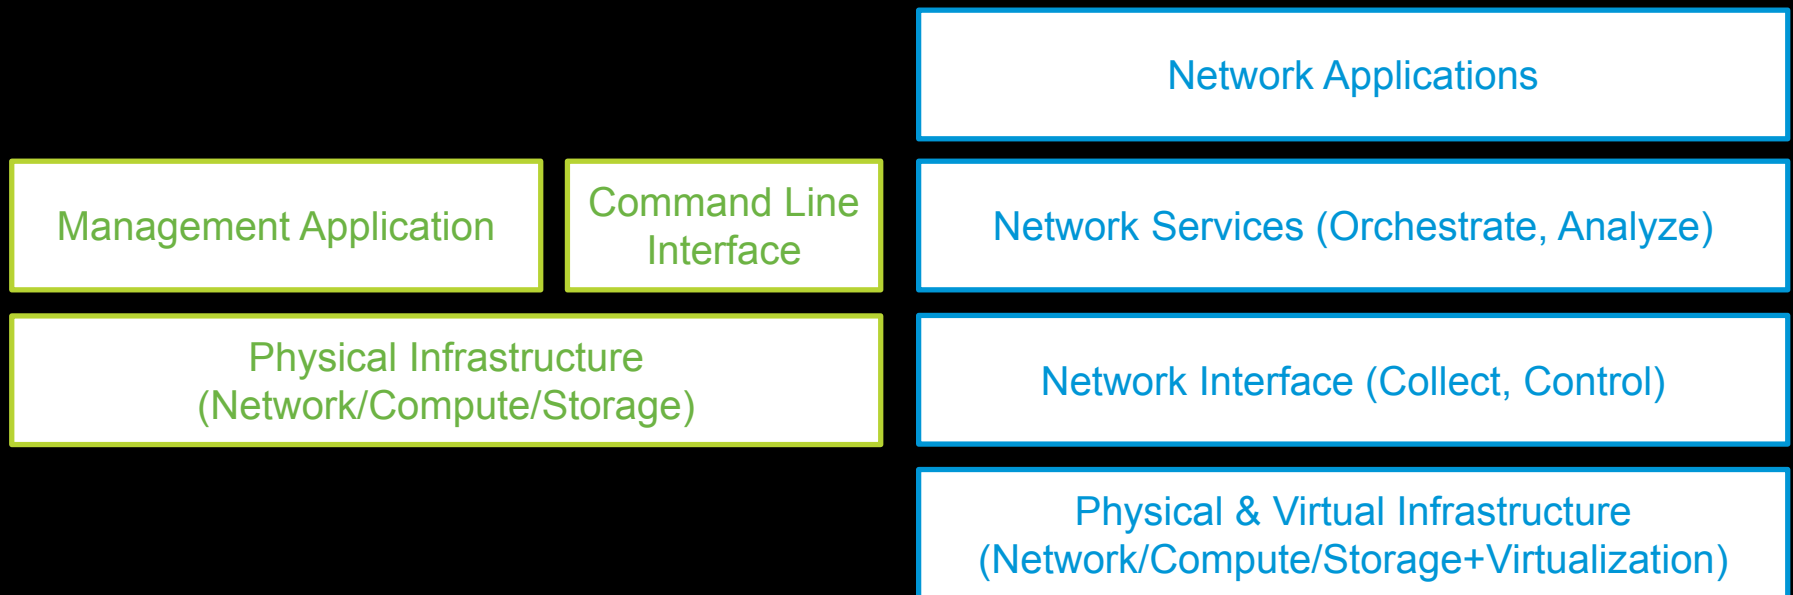 Network Applications
Management Application
Command Line
Interface
Network Services (Orchestrate, Analyze)
Physical Infrastructure
(Network/Compute/Storage)
Network Interface (Collect, Control)
Physical & Virtual Infrastructure
(Network/Compute/Storage+Virtualization)